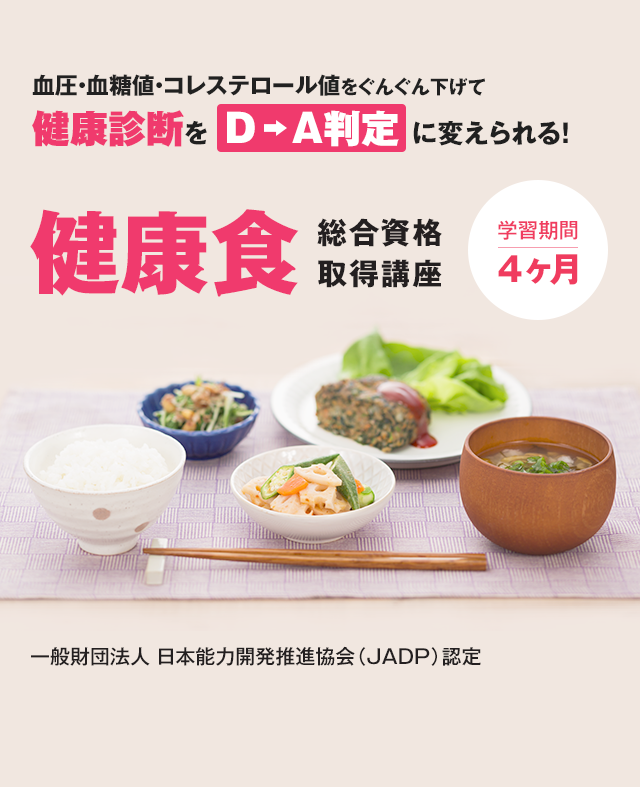 血圧・血糖値・コレステロール値をぐんぐん下げて
健康診断を D→A判定 に変えられる!
健康食
総合資格
取得講座
学習期間
4ヶ月
一般財団法人 日本能力開発推進協会（JADP）認定